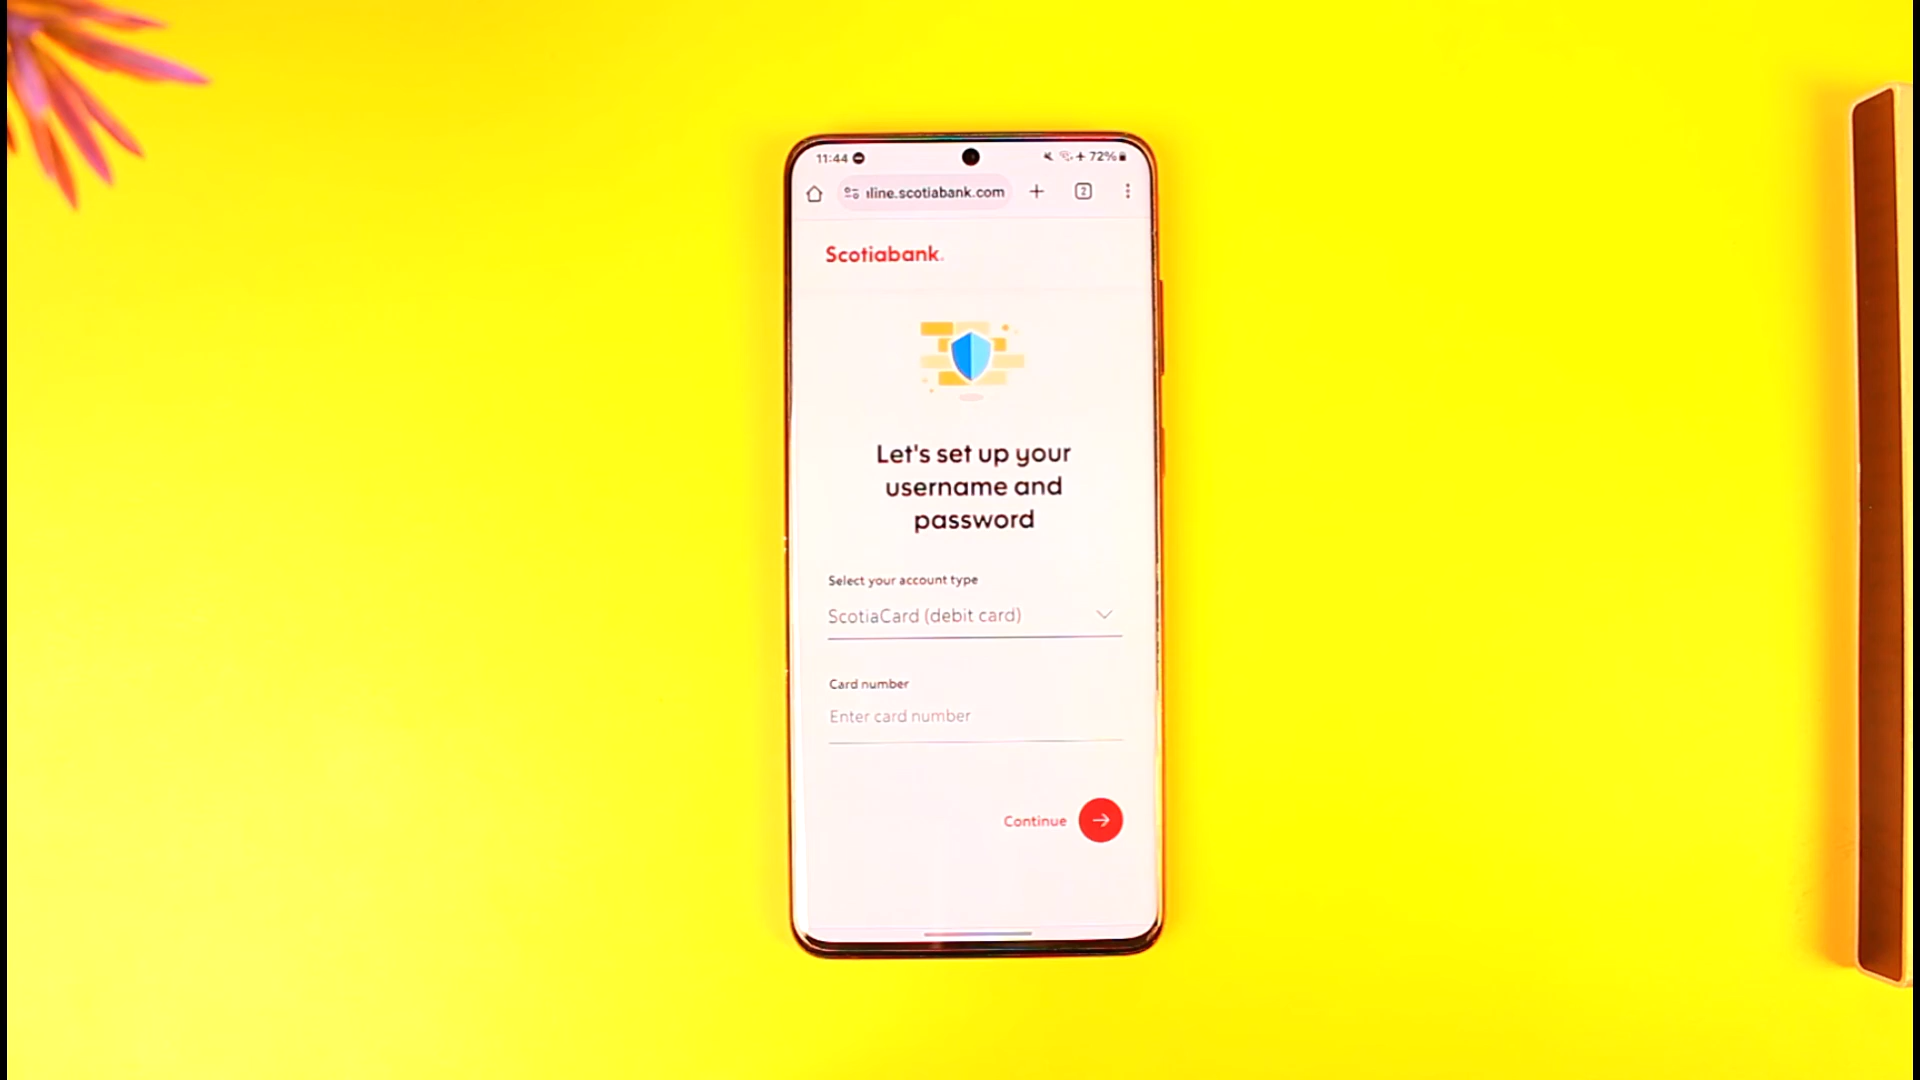 11:44 72%
line.scotiabank.com 2
Scotiabank.
Let's set up your
username and
password
Select your account type
ScotiaCard (debit card)
Card number
Enter card number
Continue